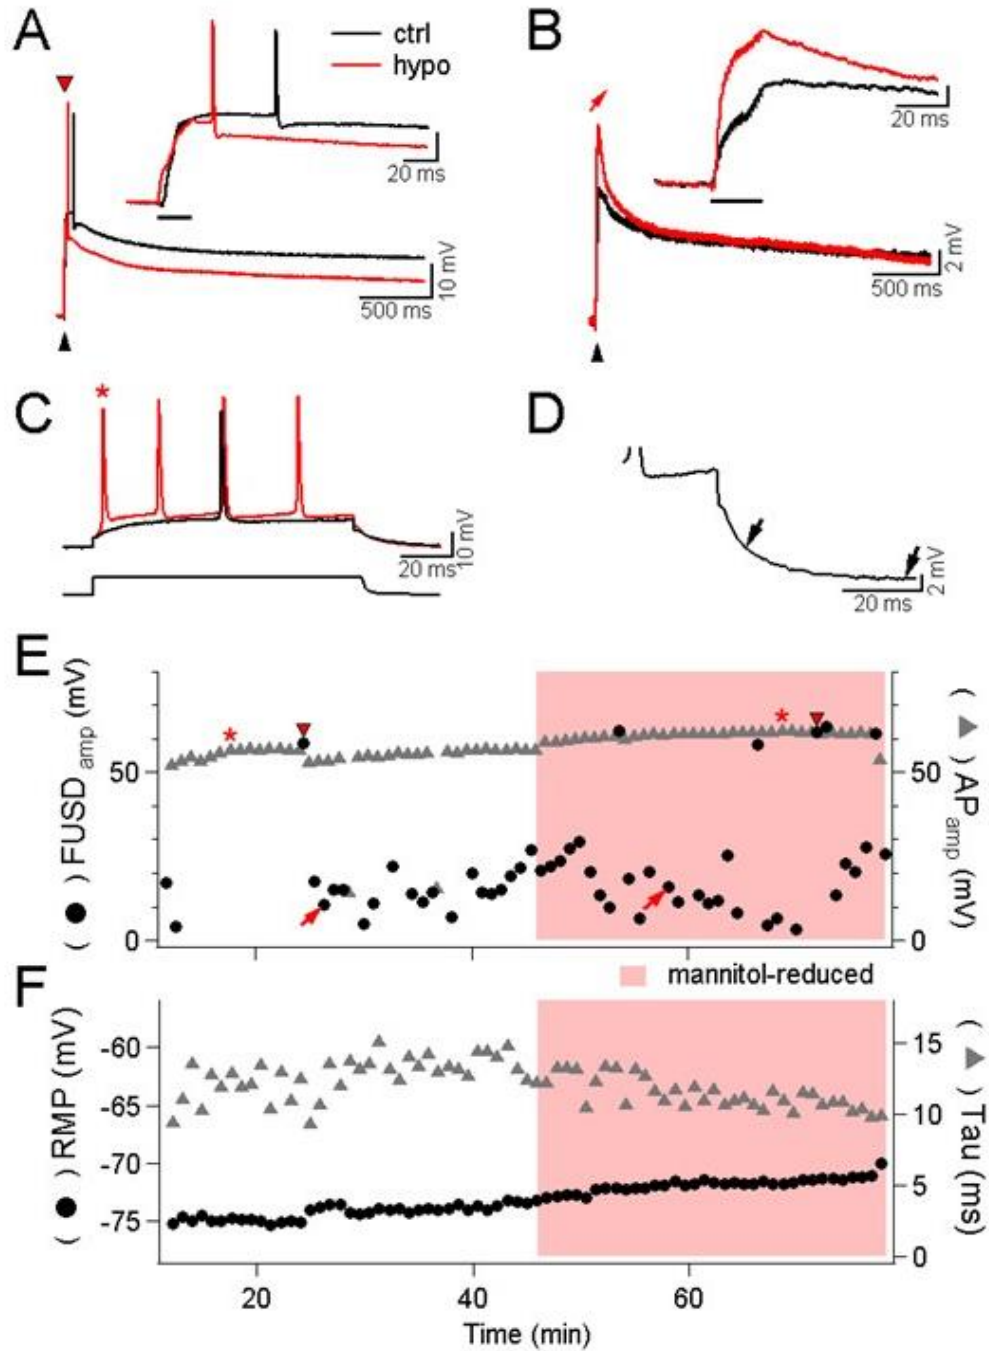 A
ctrl
hypo
20 ms
10 mV
500 ms
B
20 ms
2 mV
500 ms
C
*
20 ms
10 mV
D
20 ms
2 mV
E
( ● ) FUSD amp (mV)
50
0
* *
50
0
( ▲ ) AP amp (mV)
mannitol-reduced
F
( ● ) RMP (mV)
-60
-65
-70
-75
15
10
5
0
( ▲ ) Tau (ms)
20 40 60
Time (min)